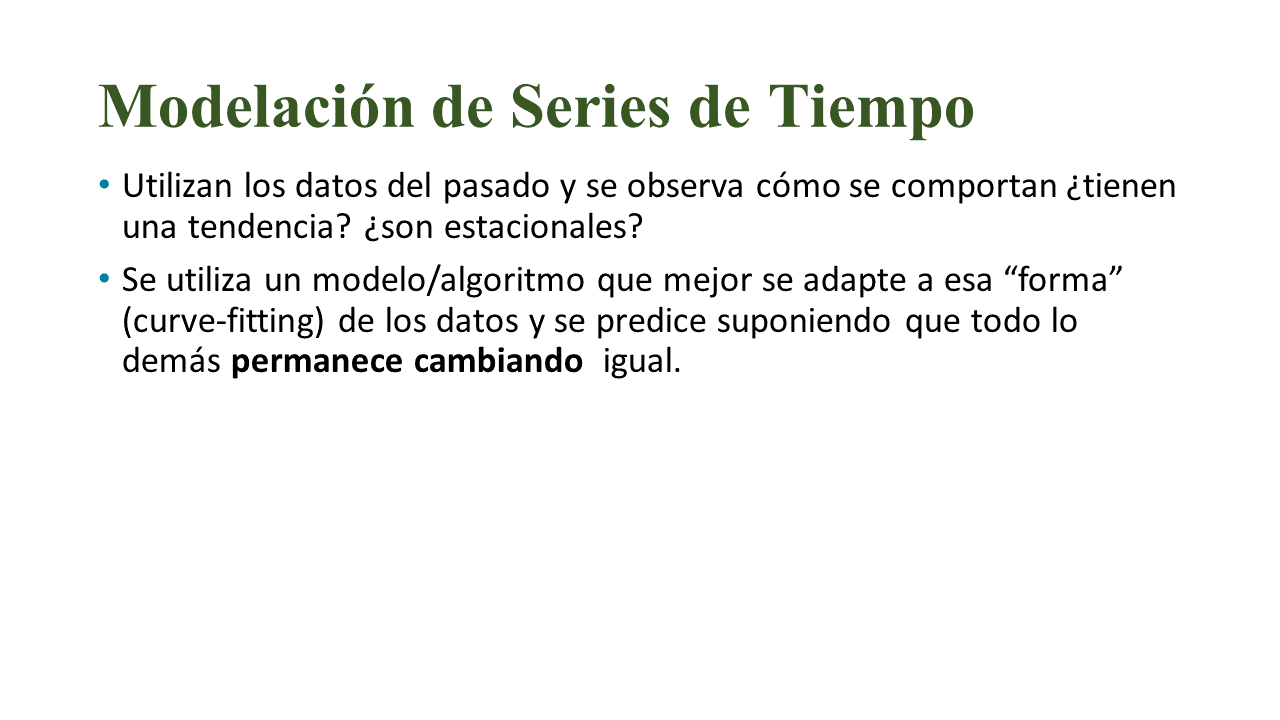 Modelación de Series de Tiempo
• Utilizan los datos del pasado y se observa cómo se comportan ¿tienen
una tendencia? ¿son estacionales?
• Se utiliza un modelo/algoritmo que mejor se adapte a esa “forma”
(curve-fitting) de los datos y se predice suponiendo que todo lo
demás permanece cambiando igual.